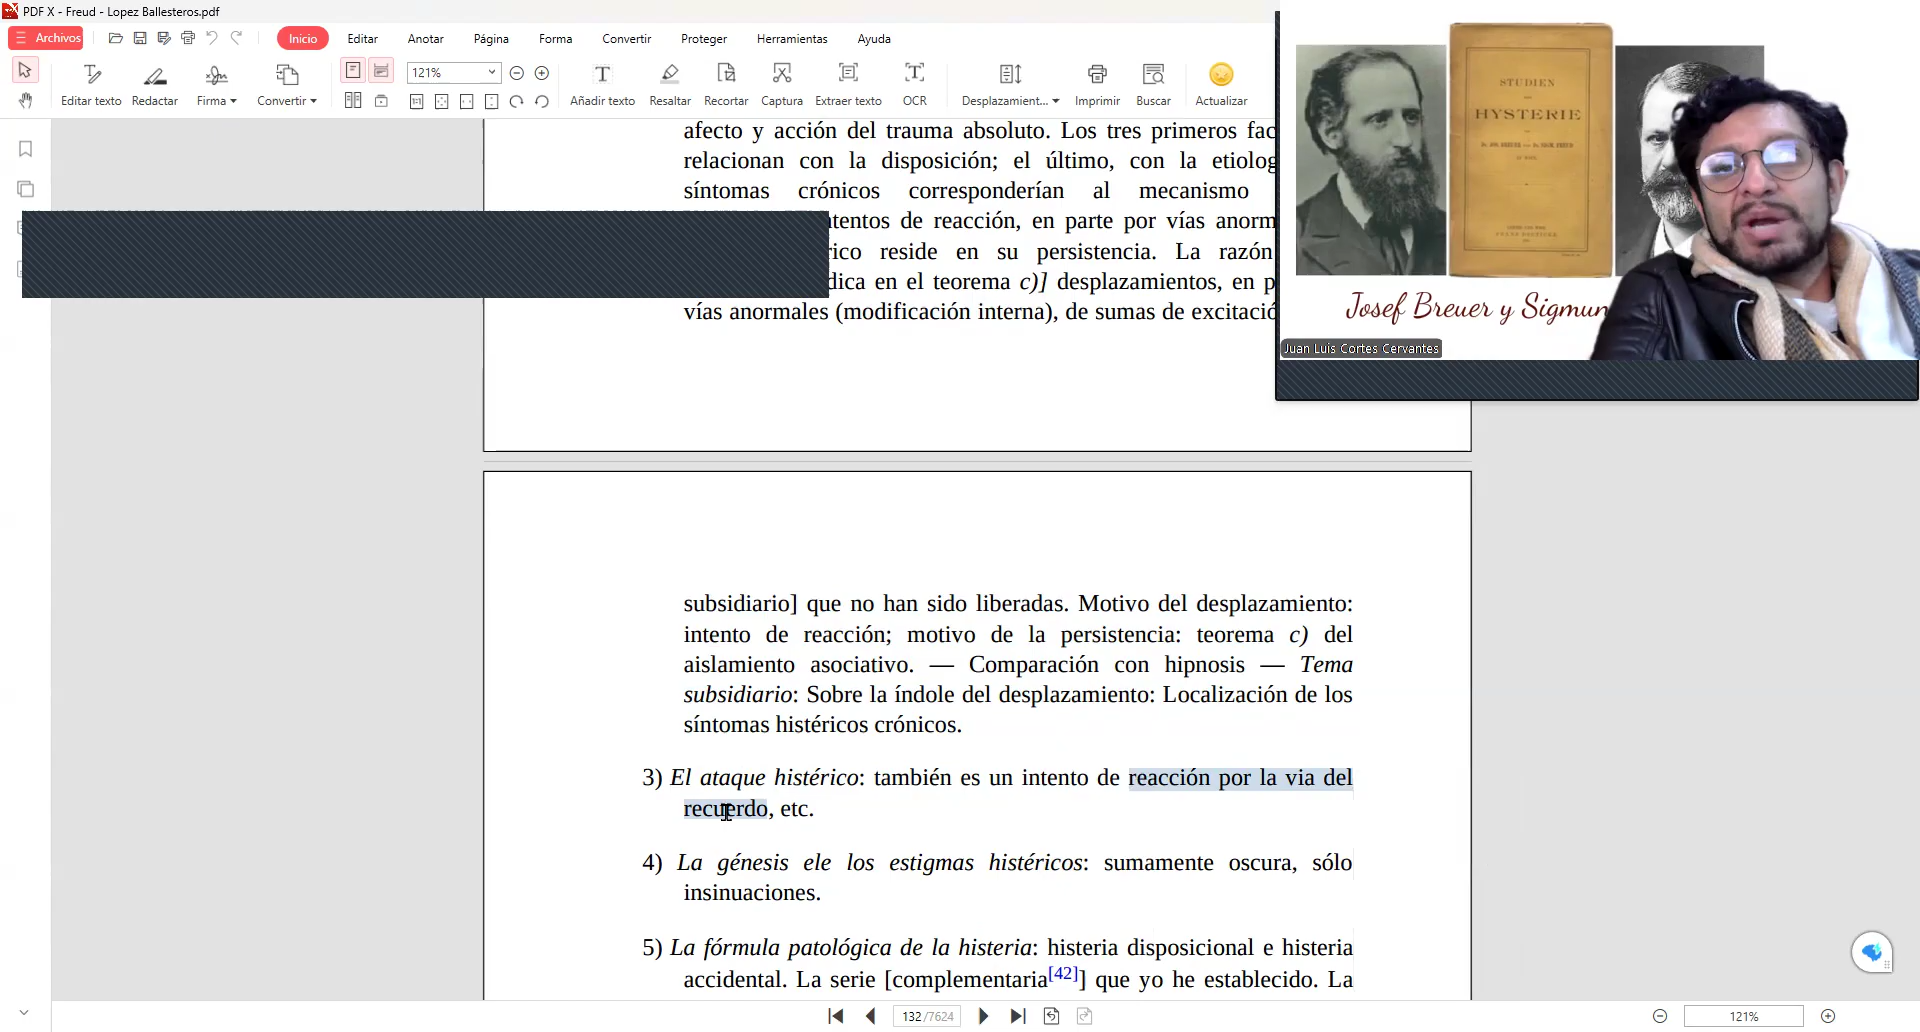 PDF X - Freud - Lopez Ballesteros.pdf
Archivos
Inicio
Editar
Anotar
Página
Forma
Convertir
Proteger
Herramientas
Ayuda
121%
Editar texto
Redactar
Firma
Convertir
Añadir texto
Resaltar
Recortar
Captura
Extraer texto
OCR
Desplazamient...
Imprimir
Buscar
Actualizar
STUDIEN
HYSTERIE
Josef Breuer y Sigmun
Juan Luis Cortes Cervantes
afecto y acción del trauma absoluto. Los tres primeros fac
relacionan con la disposición; el último, con la etiolog
síntomas crónicos corresponderían al mecanismo
ntentos de reacción, en parte por vías anorm
rico reside en su persistencia. La razón
dica en el teorema c)] desplazamientos, en p
vías anormales (modificación interna), de sumas de excitació
subsidiario] que no han sido liberadas. Motivo del desplazamiento:
intento de reacción; motivo de la persistencia: teorema c) del
aislamiento asociativo. — Comparación con hipnosis — Tema
subsidiario: Sobre la índole del desplazamiento: Localización de los
síntomas histéricos crónicos.
3) El ataque histérico: también es un intento de reacción por la via del
recuerdo, etc.
4) La génesis ele los estigmas histéricos: sumamente oscura, sólo
insinuaciones.
5) La fórmula patológica de la histeria: histeria disposicional e histeria
accidental. La serie [complementaria[42]] que yo he establecido. La
132 /7624
121%